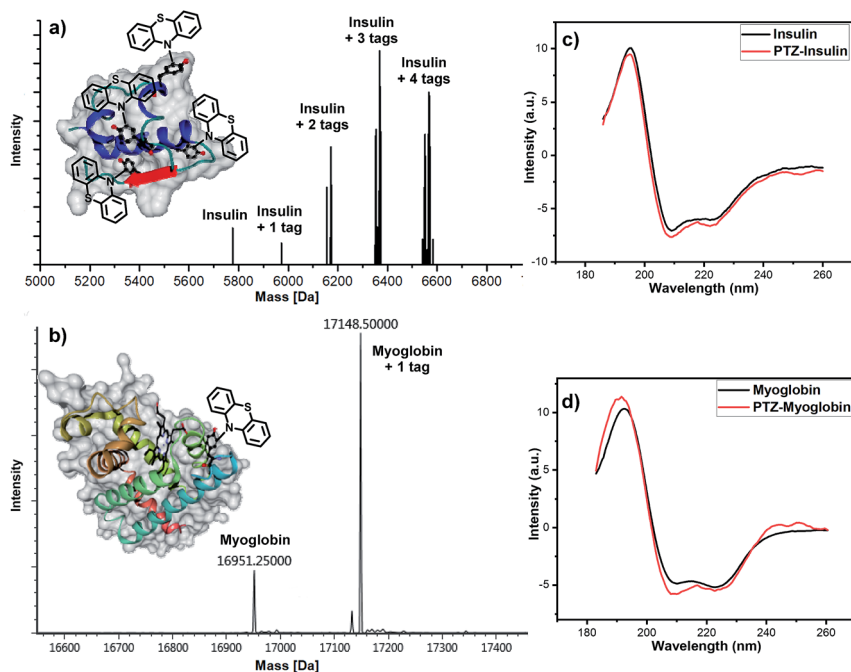 a)
S
N
S
N
S
N
N
S
Intensity
Insulin
Insulin
+ 1 tag
Insulin
+ 2 tags
Insulin
+ 3 tags
Insulin
+ 4 tags
5000 5200 5400 5600 5800 6000 6200 6400 6600 6800
Mass [Da]
b)
S
N
Intensity
17148.50000
Myoglobin
+ 1 tag
Myoglobin
16951.25000
16600 16700 16800 16900 17000 17100 17200 17300 17400
Mass [Da]
c)
Insulin
PTZ-Insulin
Intensity (a.u.)
10
5
0
-5
-10
180 200 220 240 260
Wavelength (nm)
d)
Myoglobin
PTZ-Myoglobin
Intensity (a.u.)
10
5
0
-5
180 200 220 240 260
Wavelength (nm)